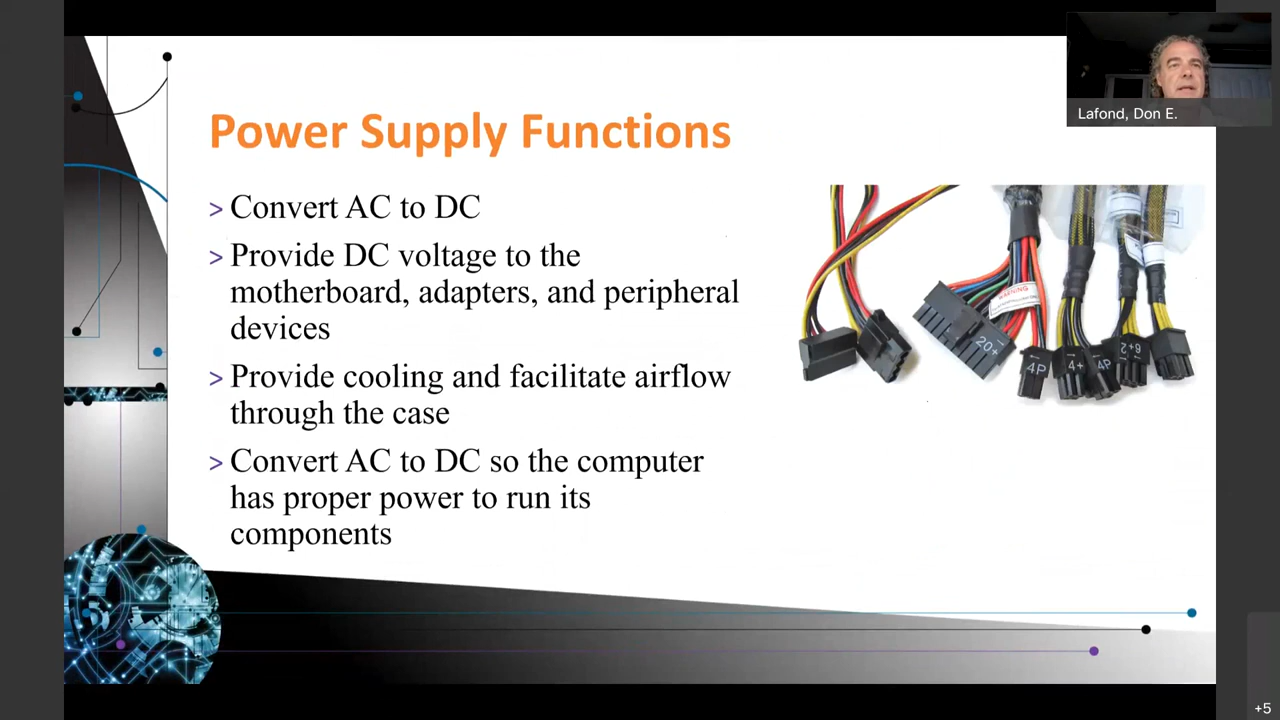 Lafond, Don E.
Power Supply Functions
> Convert AC to DC
> Provide DC voltage to the
motherboard, adapters, and peripheral
devices
> Provide cooling and facilitate airflow
through the case
> Convert AC to DC so the computer
has proper power to run its
components
WARNING
20+
4P
4+
4P
6+2
+5